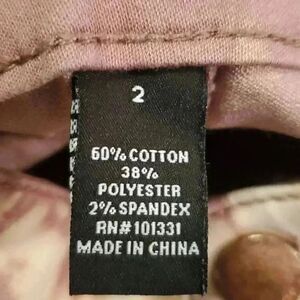 2
60% COTTON
38%
POLYESTER
2% SPANDEX
RN#101331
MADE IN CHINA